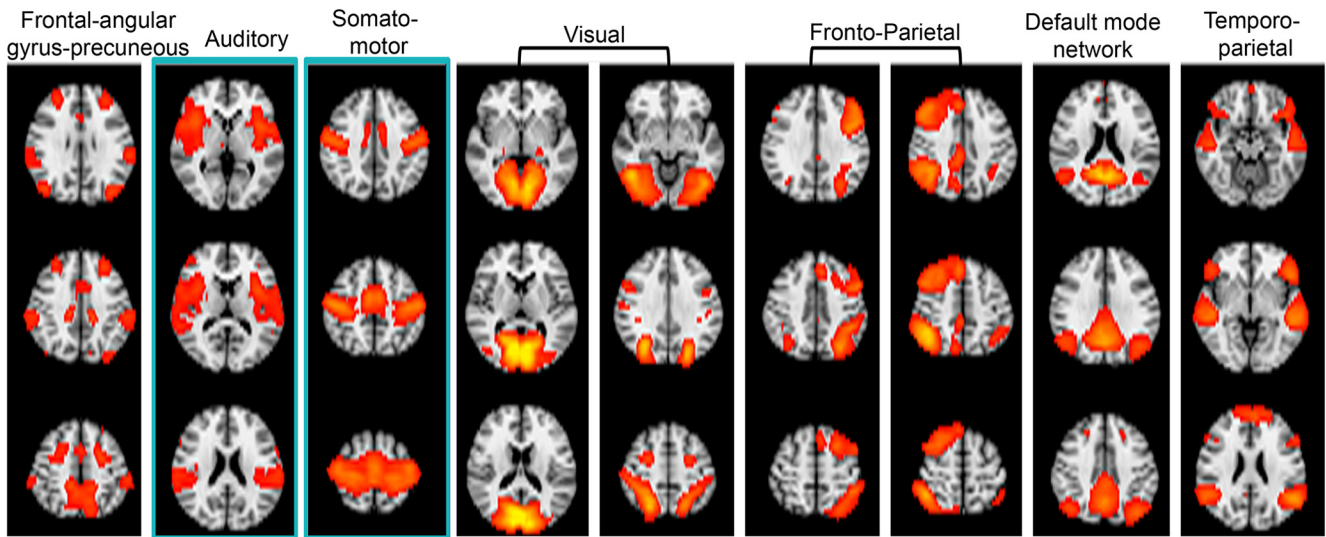 Frontal-angular
gyrus-precuneous
Auditory
Somato-
motor
Visual
Fronto-Parietal
Default mode
network
Temporo-
parietal